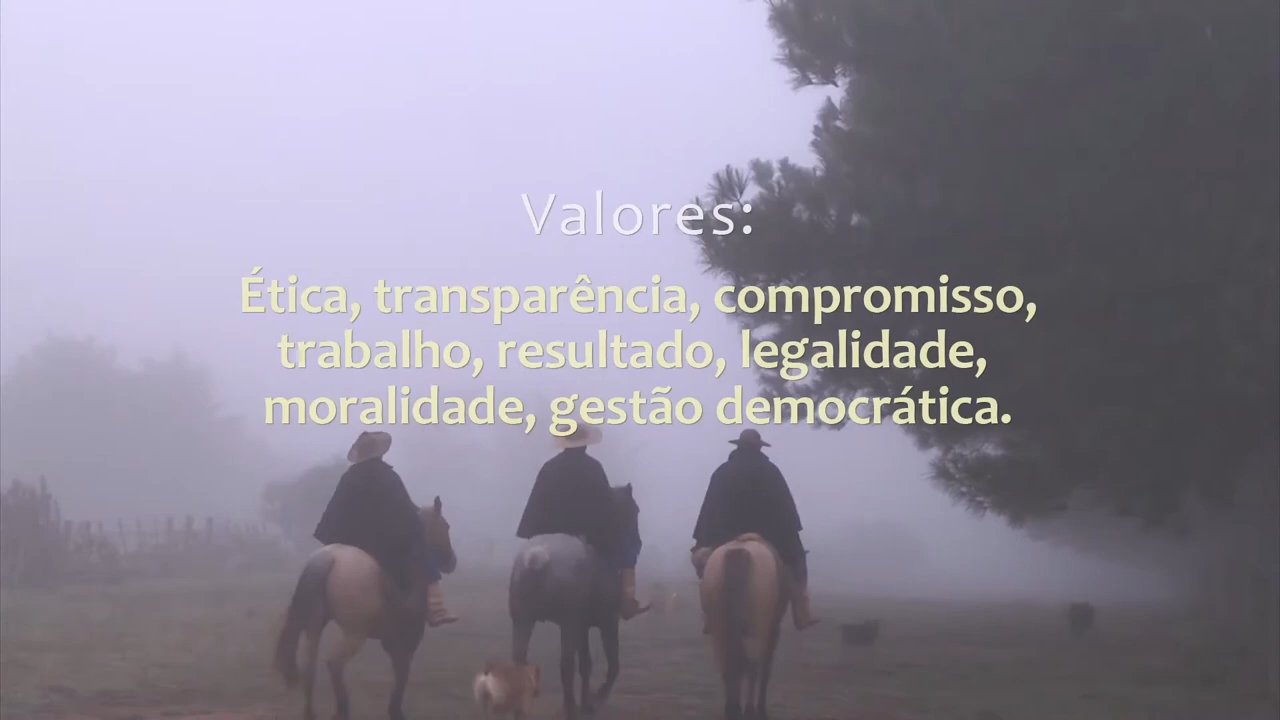 Valores:
Ética, transparência, compromisso,
trabalho, resultado, legalidade,
moralidade, gestão democrática.